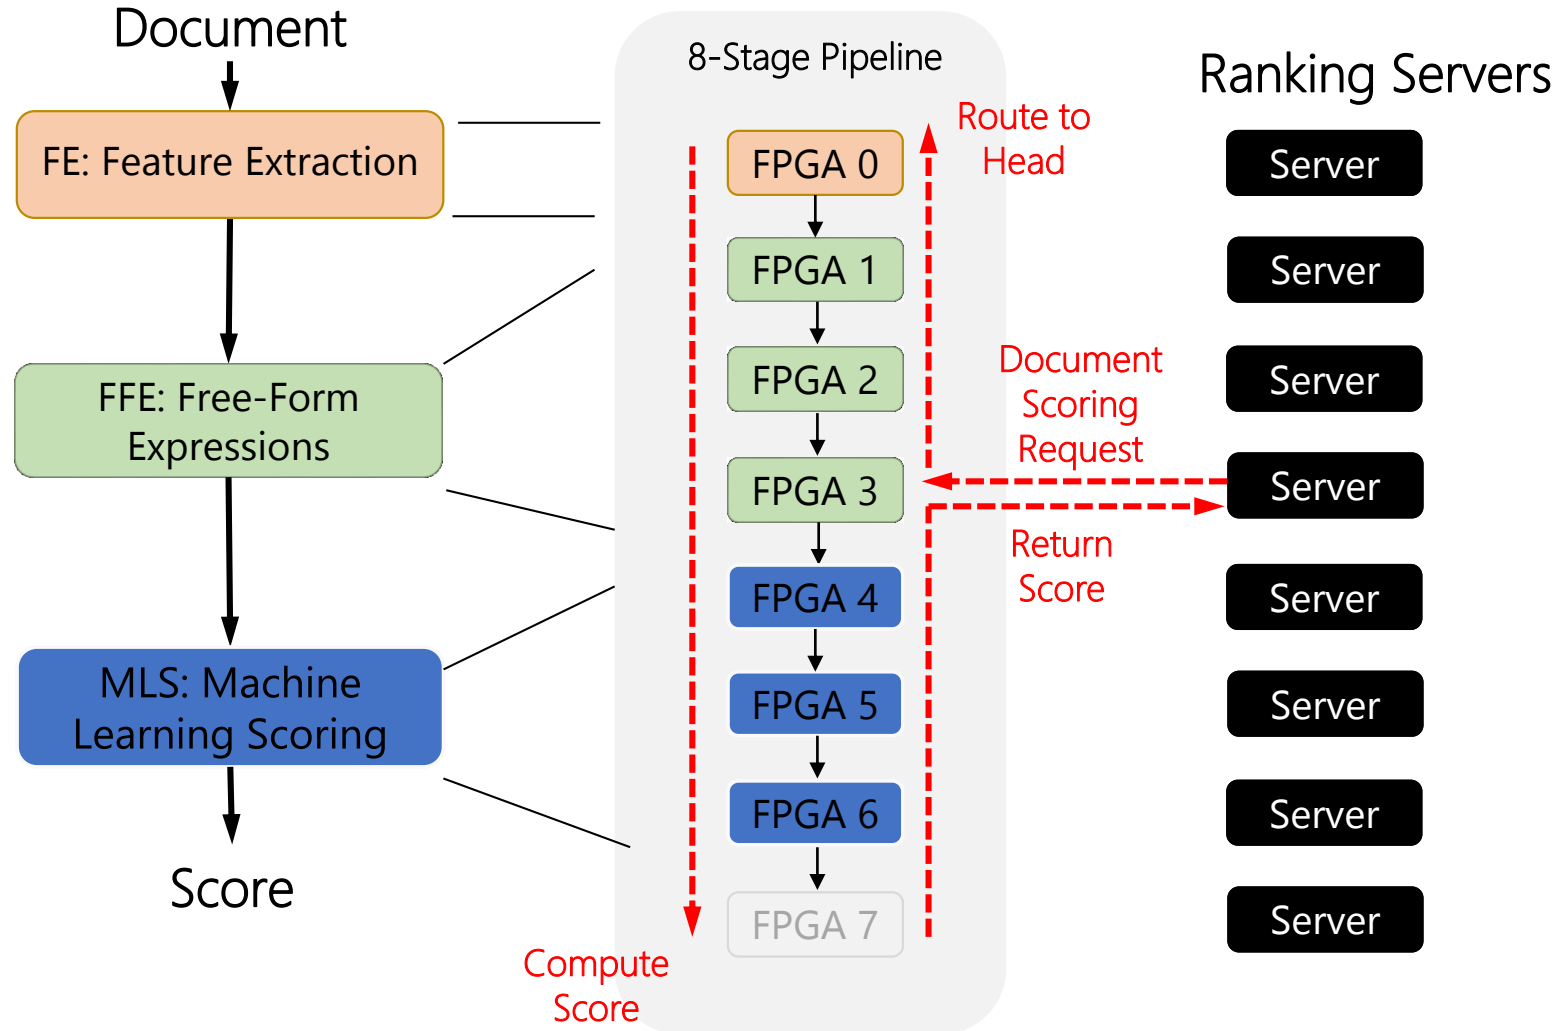 Document
FE: Feature Extraction
FFE: Free-Form
Expressions
MLS: Machine
Learning Scoring
Score
8-Stage Pipeline
FPGA 0
FPGA 1
FPGA 2
FPGA 3
FPGA 4
FPGA 5
FPGA 6
FPGA 7
Compute
Score
Route to
Head
Document
Scoring
Request
Return
Score
Ranking Servers
Server
Server
Server
Server
Server
Server
Server
Server